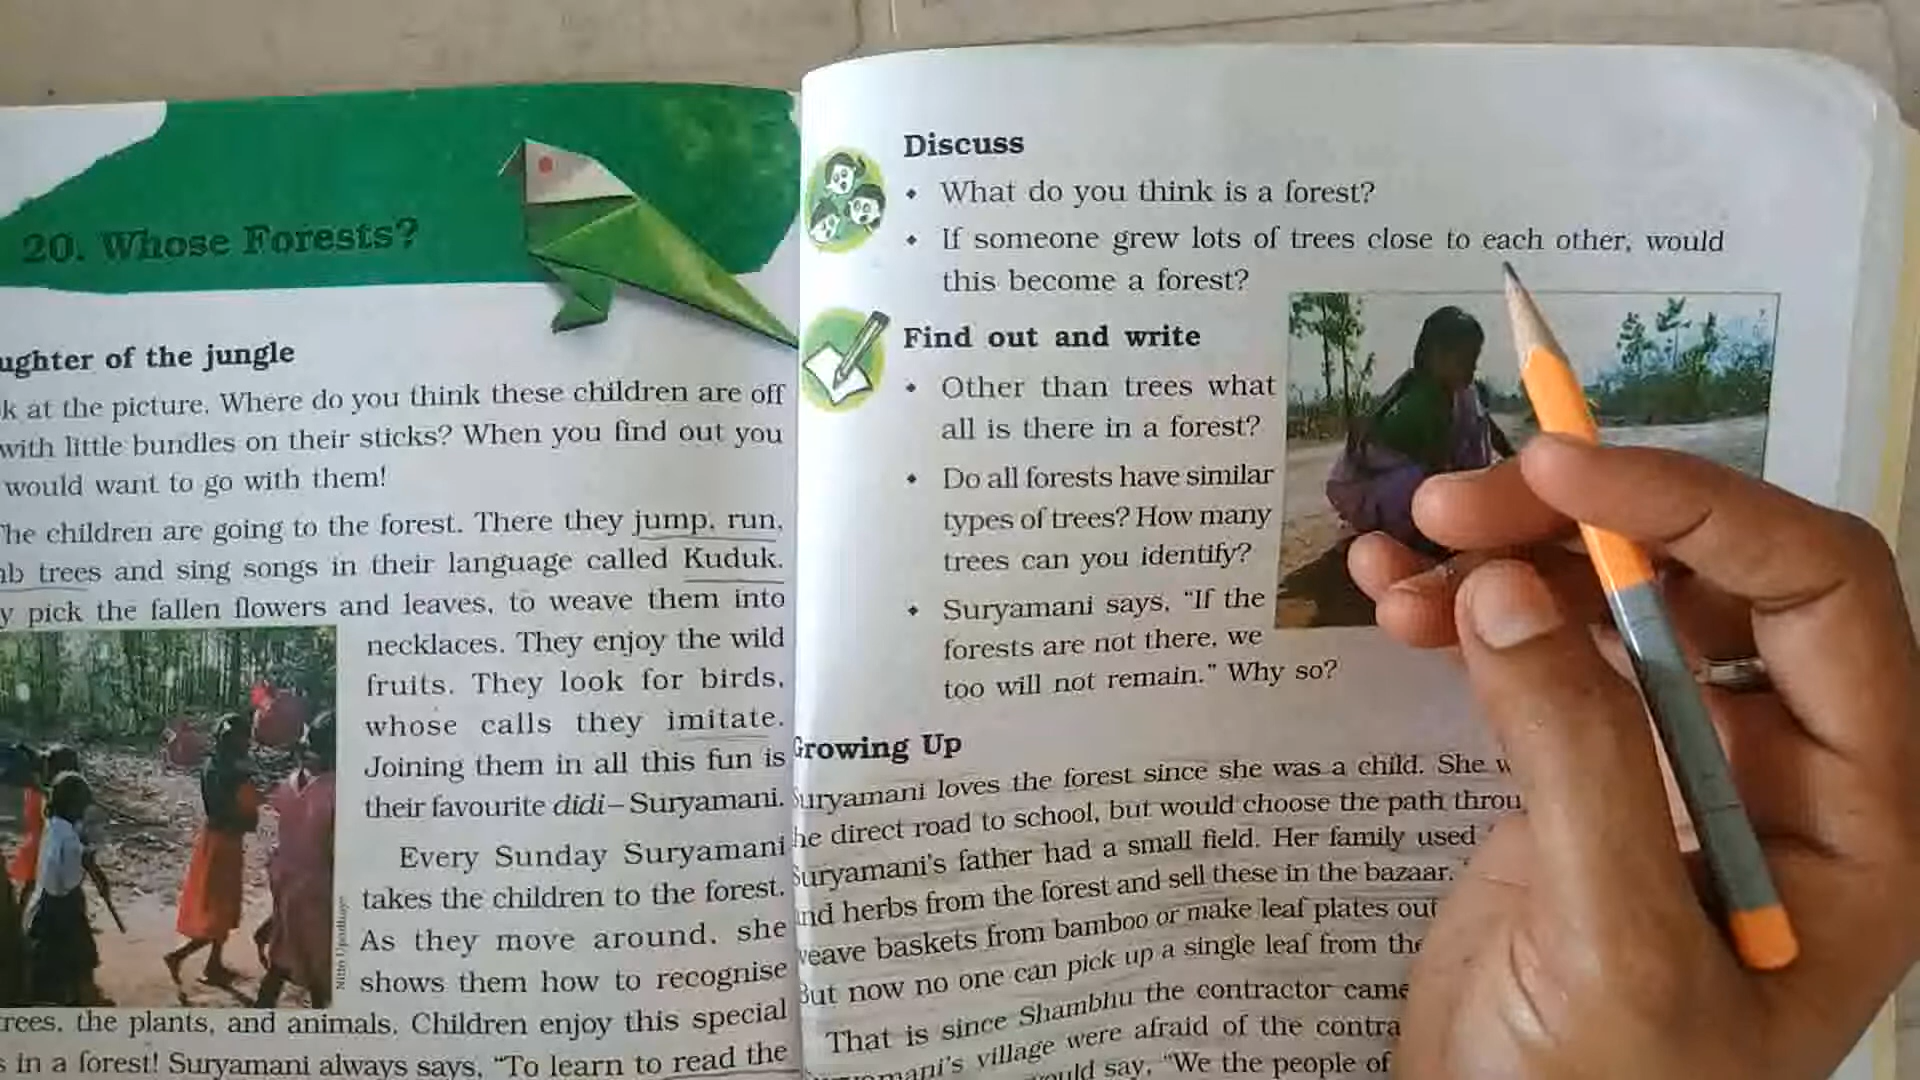 20. Whose Forests?
ughter of the jungle
k at the picture. Where do you think these children are off
with little bundles on their sticks? When you find out you
would want to go with them!
The children are going to the forest. There they jump, run,
mb trees and sing songs in their language called Kuduk.
y pick the fallen flowers and leaves, to weave them into
necklaces. They enjoy the wild
fruits. They look for birds,
whose calls they imitate.
Joining them in all this fun is
their favourite didi– Suryamani.
Every Sunday Suryamani
takes the children to the forest.
As they move around, she
shows them how to recognise
rees, the plants, and animals. Children enjoy this special
s in a forest! Suryamani always says, “To learn to read the
Discuss
• What do you think is a forest?
• If someone grew lots of trees close to each other, would
this become a forest?
Find out and write
• Other than trees what
all is there in a forest?
• Do all forests have similar
types of trees? How many
trees can you identify?
• Suryamani says, “If the
forests are not there, we
too will not remain.” Why so?
Growing Up
Suryamani loves the forest since she was a child. She w
he direct road to school, but would choose the path throu
Suryamani’s father had a small field. Her family used
nd herbs from the forest and sell these in the bazaar.
weave baskets from bamboo or make leaf plates out
But now no one can pick up a single leaf from the
That is since Shambhu the contractor came
mani’s village were afraid of the contra
ould say, “We the people of